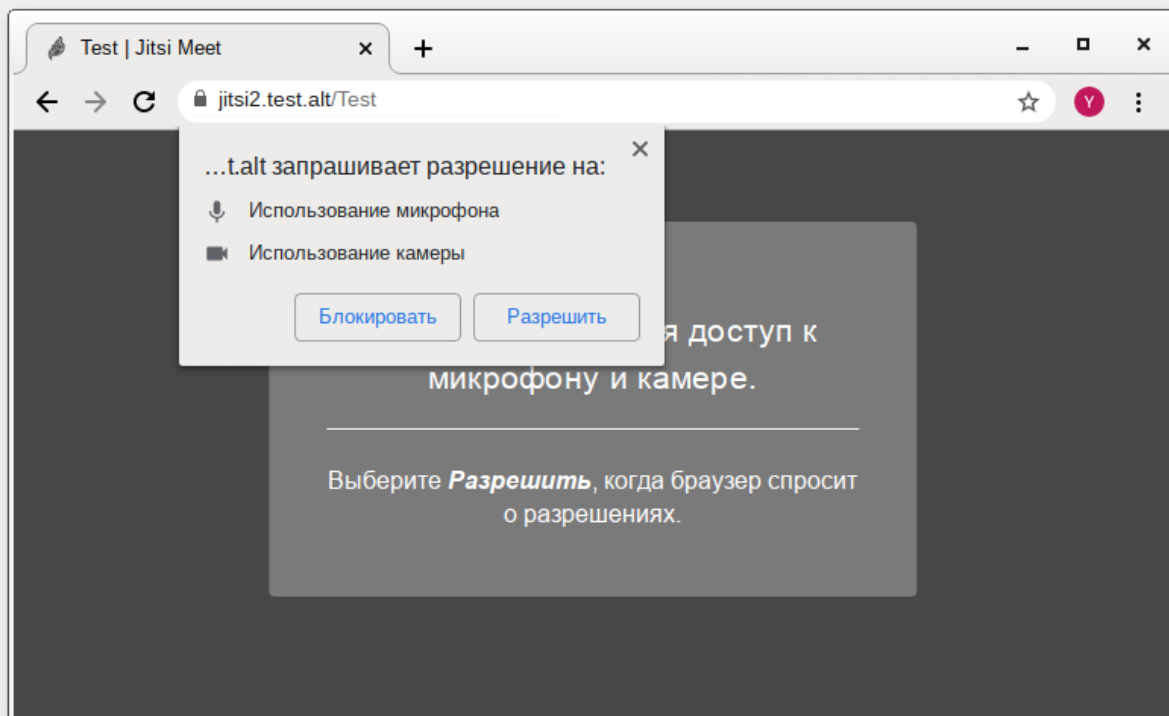 Test | Jitsi Meet
jitsi2.test.alt/Test
Y
...t.alt запрашивает разрешение на:
Использование микрофона
Использование камеры
Блокировать
Разрешить
доступ к
микрофону и камере.
Выберите Разрешить, когда браузер спросит
о разрешениях.